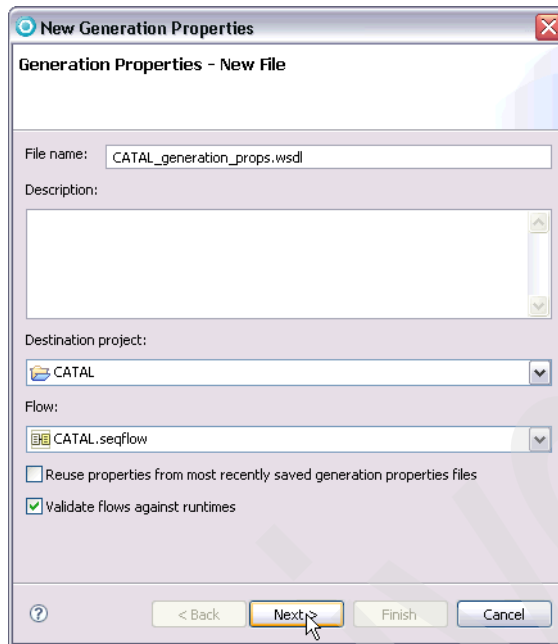 New Generation Properties
Generation Properties - New File
File name: CATAL_generation_props.wsdl
Description:
Destination project:
CATAL
Flow:
CATAL.seqflow
Reuse properties from most recently saved generation properties files
Validate flows against runtimes
? < Back Next > Finish Cancel